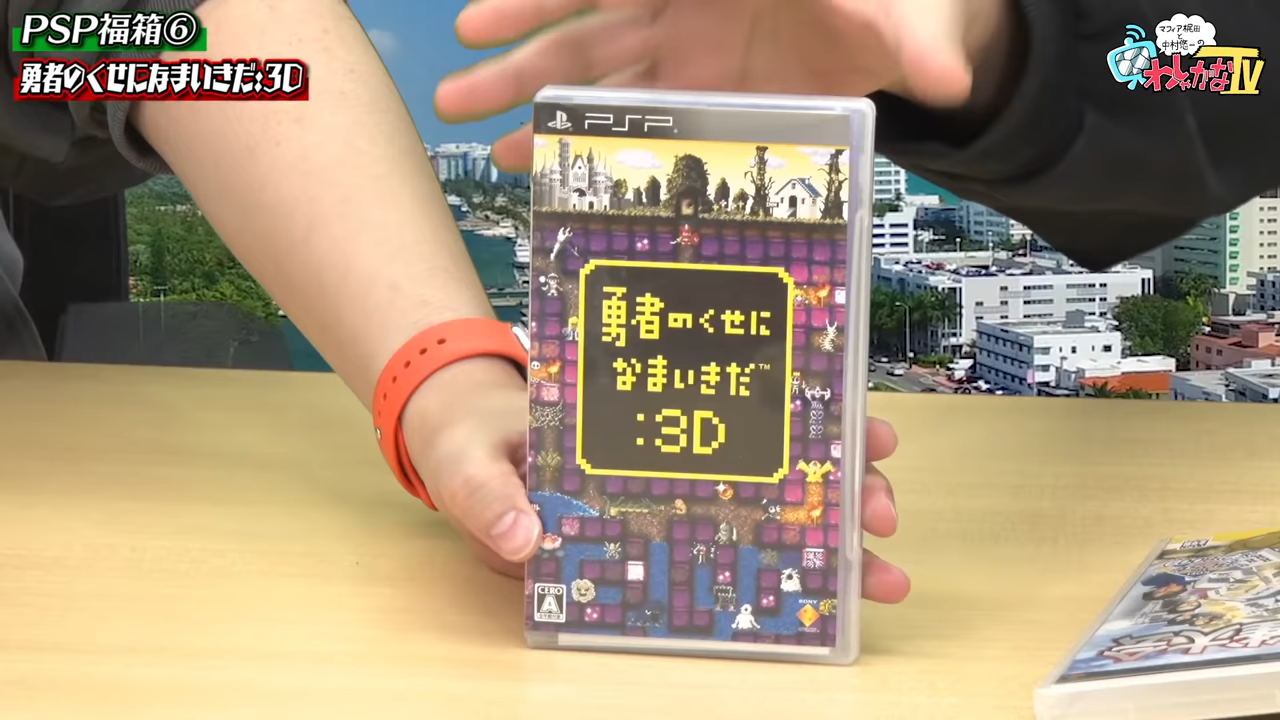 PSP福箱⑥
勇者のくせになまいきだ:3D
マフィア梶田
と
中村悠一の
わしゃがなTV
PSP
勇者のくせに
なまいきだ™
:3D
CERO
A
SONY